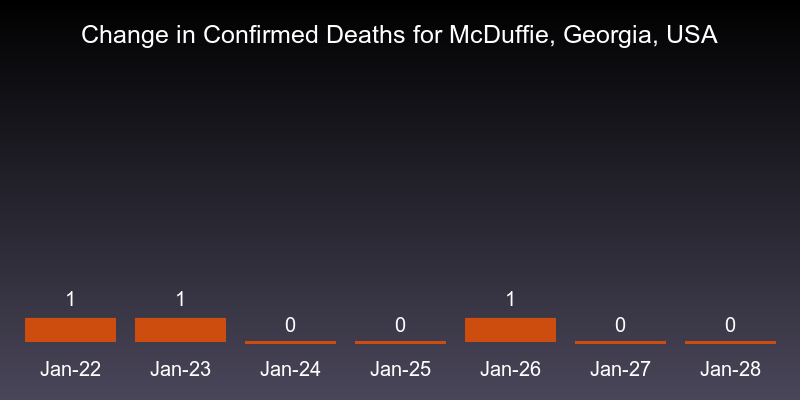 Change in Confirmed Deaths for McDuffie, Georgia, USA
1 1 0 0 1 0 0
Jan-22 Jan-23 Jan-24 Jan-25 Jan-26 Jan-27 Jan-28